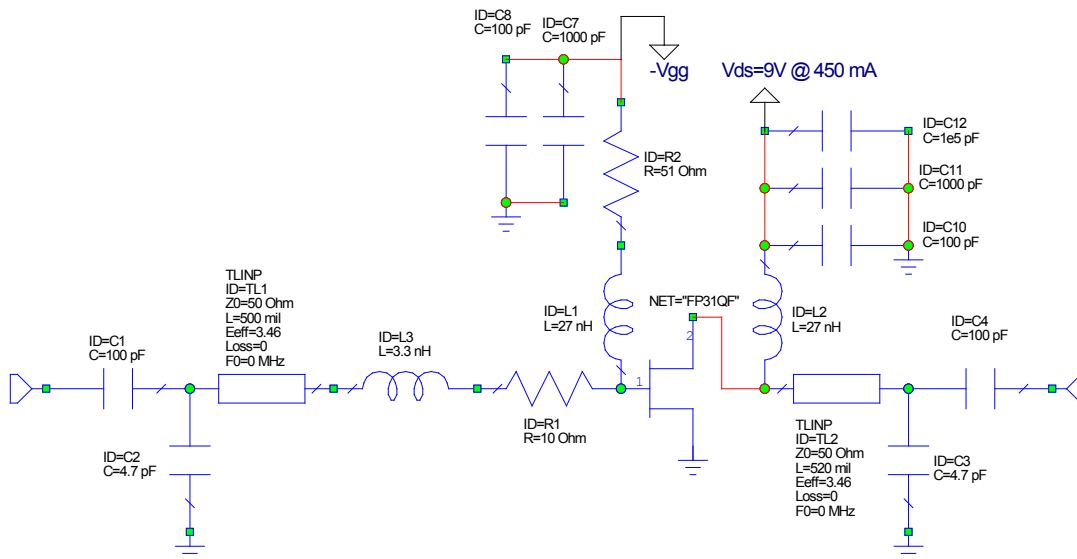 ID=C8
C=100 pF
ID=C7
C=1000 pF
-Vgg
Vds=9V @ 450 mA
ID=C12
C=1e5 pF
ID=R2
R=51 Ohm
ID=C11
C=1000 pF
ID=C10
C=100 pF
TLINP
ID=TL1
Z0=50 Ohm
L=500 mil
Eeff=3.46
Loss=0
F0=0 MHz
ID=L1
L=27 nH
NET="FP31QF"
ID=L2
L=27 nH
ID=C4
C=100 pF
ID=C1
C=100 pF
ID=L3
L=3.3 nH
1
2
ID=R1
R=10 Ohm
ID=C2
C=4.7 pF
TLINP
ID=TL2
Z0=50 Ohm
L=520 mil
Eeff=3.46
Loss=0
F0=0 MHz
ID=C3
C=4.7 pF